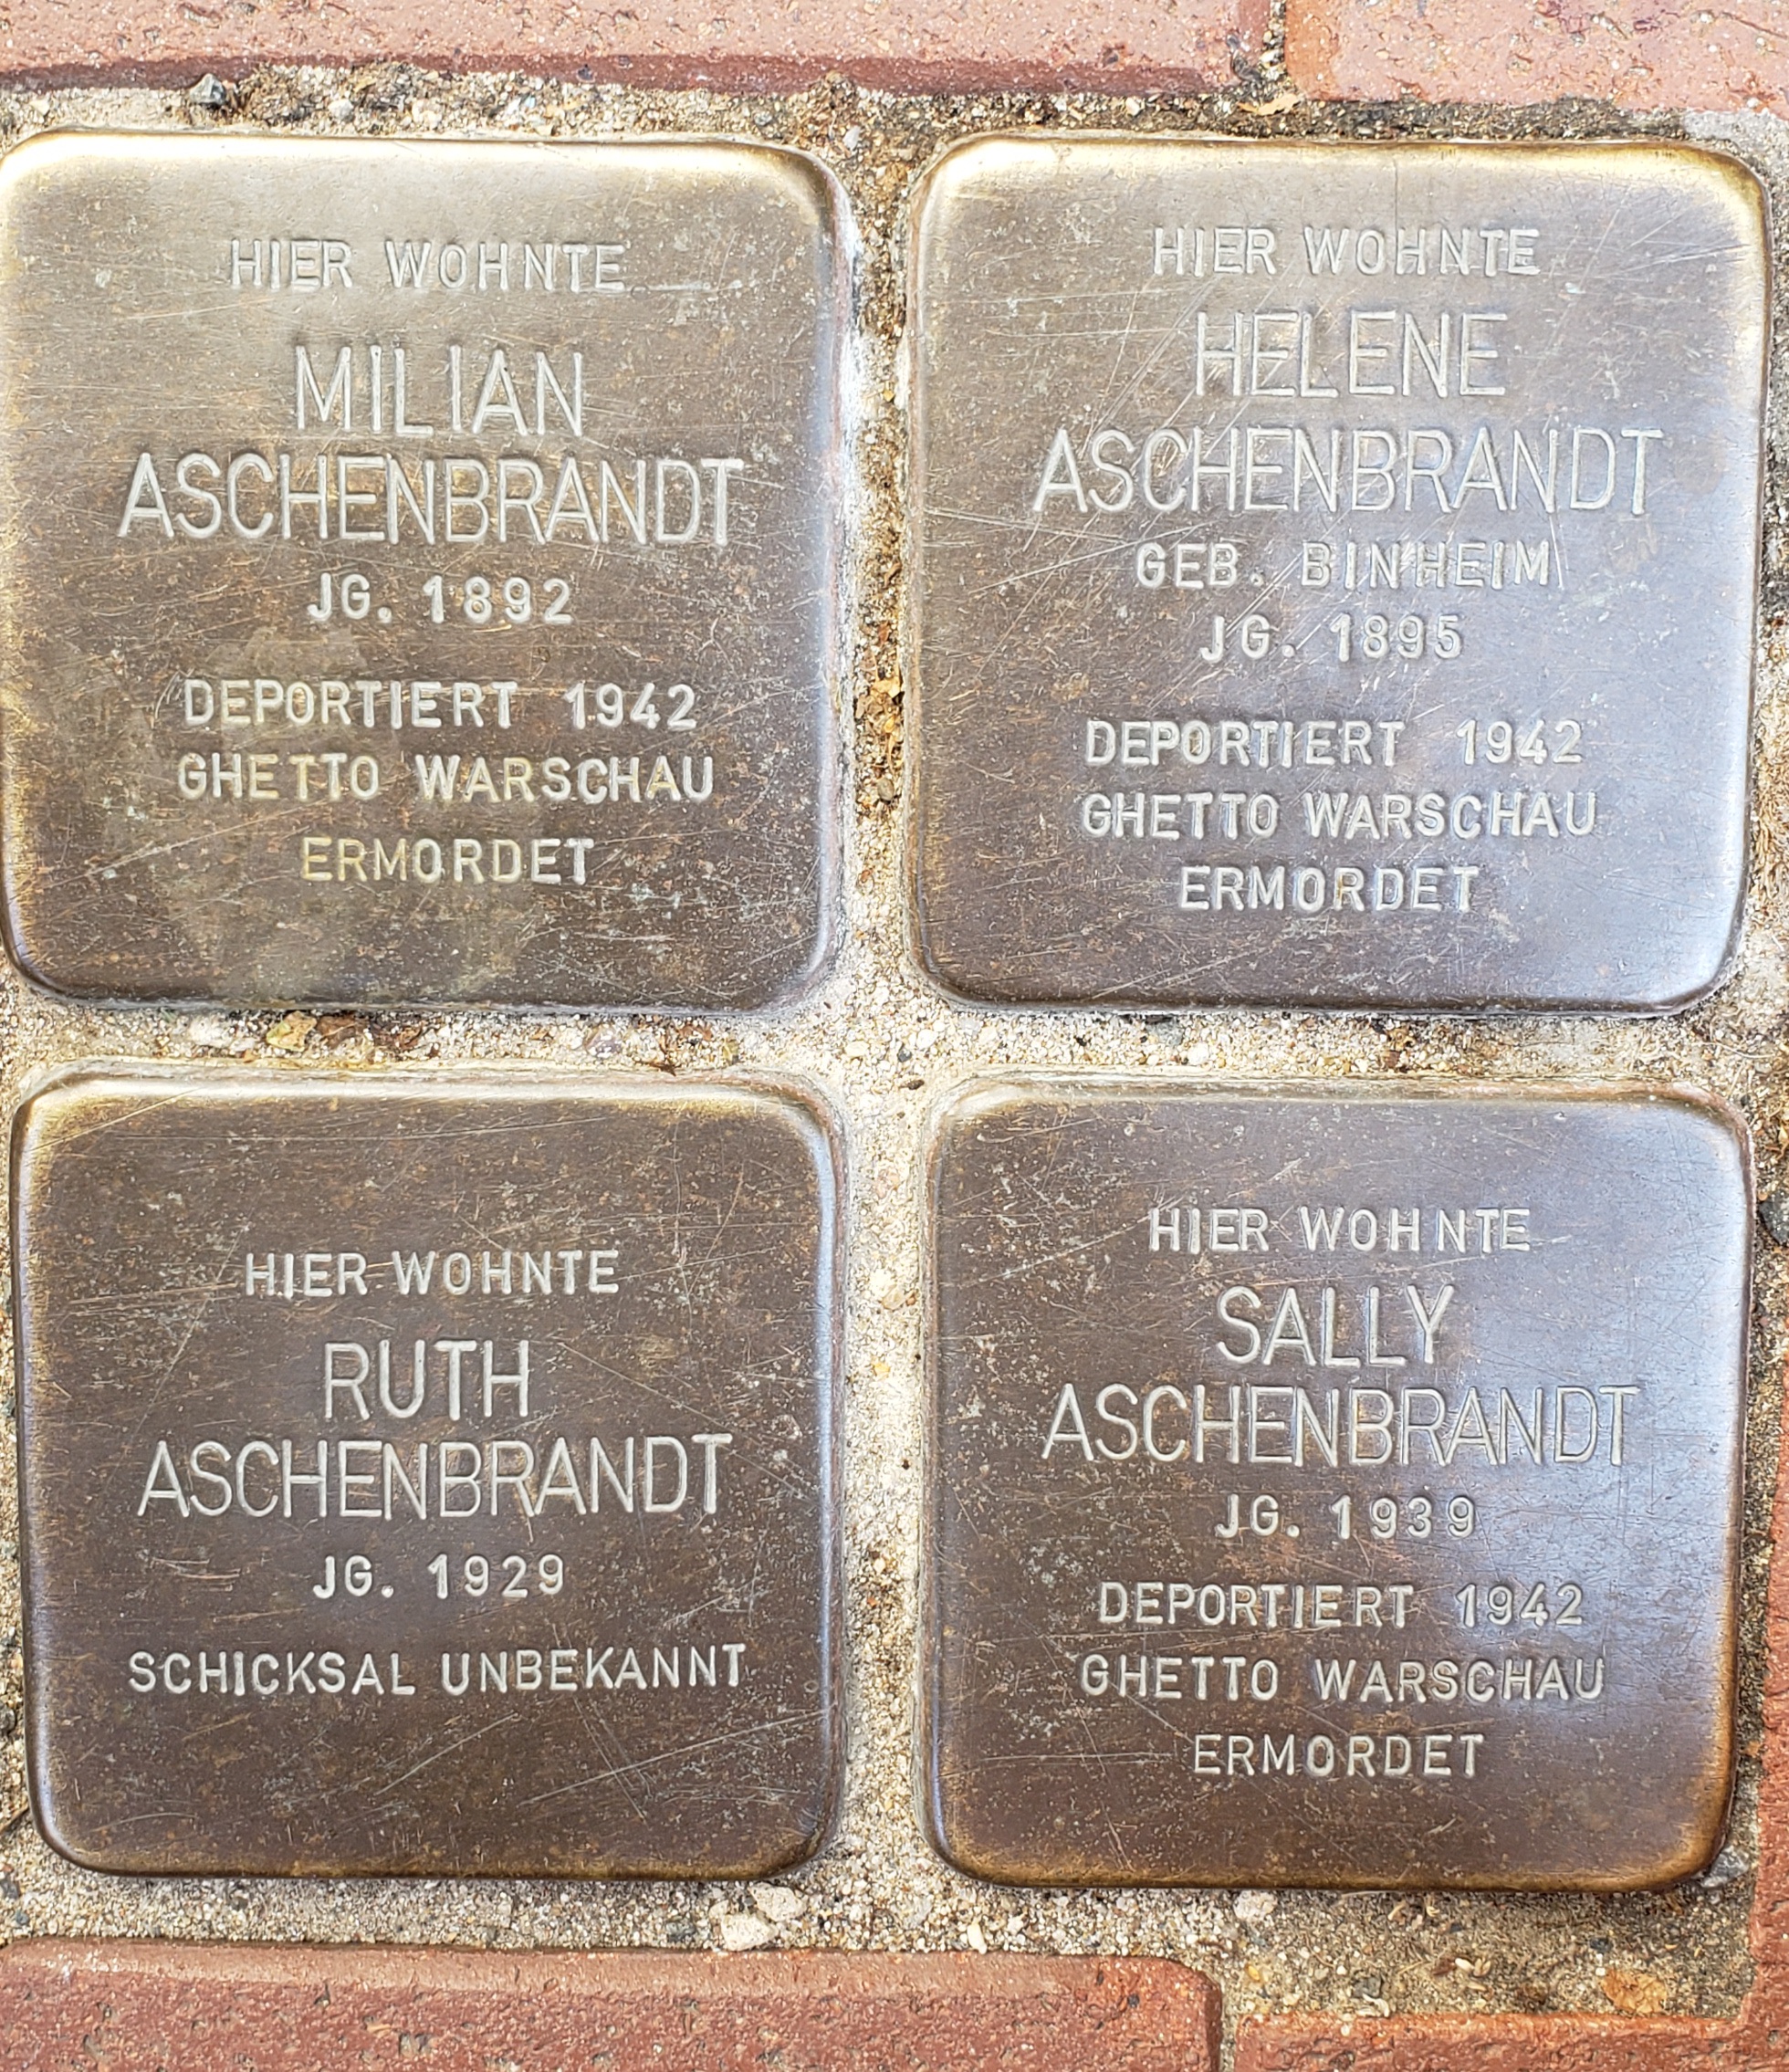 HIER WOHNTE
MILIAN
ASCHENBRANDT
JG. 1892
DEPORTIERT 1942
GHETTO WARSCHAU
ERMORDET
HIER WOHNTE
HELENE
ASCHENBRANDT
GEB. BINHEIM
JG. 1895
DEPORTIERT 1942
GHETTO WARSCHAU
ERMORDET
HIER WOHNTE
RUTH
ASCHENBRANDT
JG. 1929
SCHICKSAL UNBEKANNT
HIER WOHNTE
SALLY
ASCHENBRANDT
JG. 1939
DEPORTIERT 1942
GHETTO WARSCHAU
ERMORDET